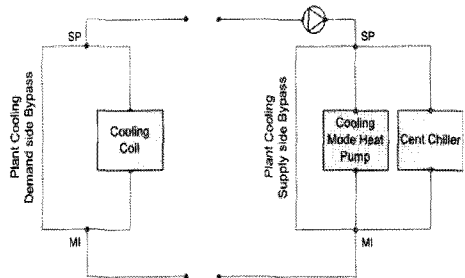 SP
SP
Plant Cooling
Demand side Bypass
Cooling
Coil
Plant Cooling
Supply side Bypass
Cooling
Mode Heat
Pump
Cent Chiller
MI
MI